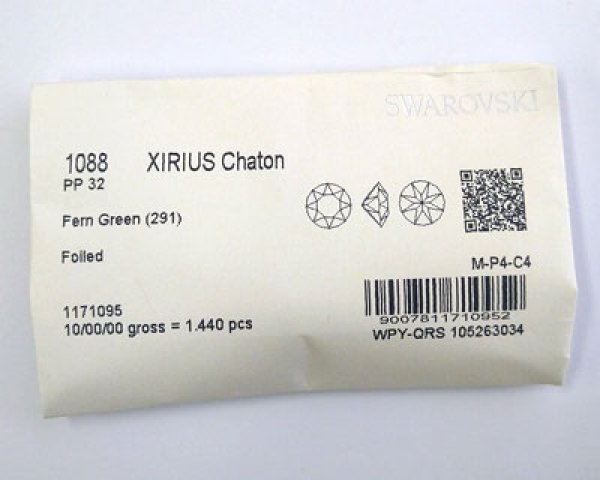 SWAROVSKI
1088 XIRIUS Chaton
PP 32
Fern Green (291)
Foiled
M-P4-C4
1171095
10/00/00 gross = 1.440 pcs
9007811710952
WPY-QRS 105263034